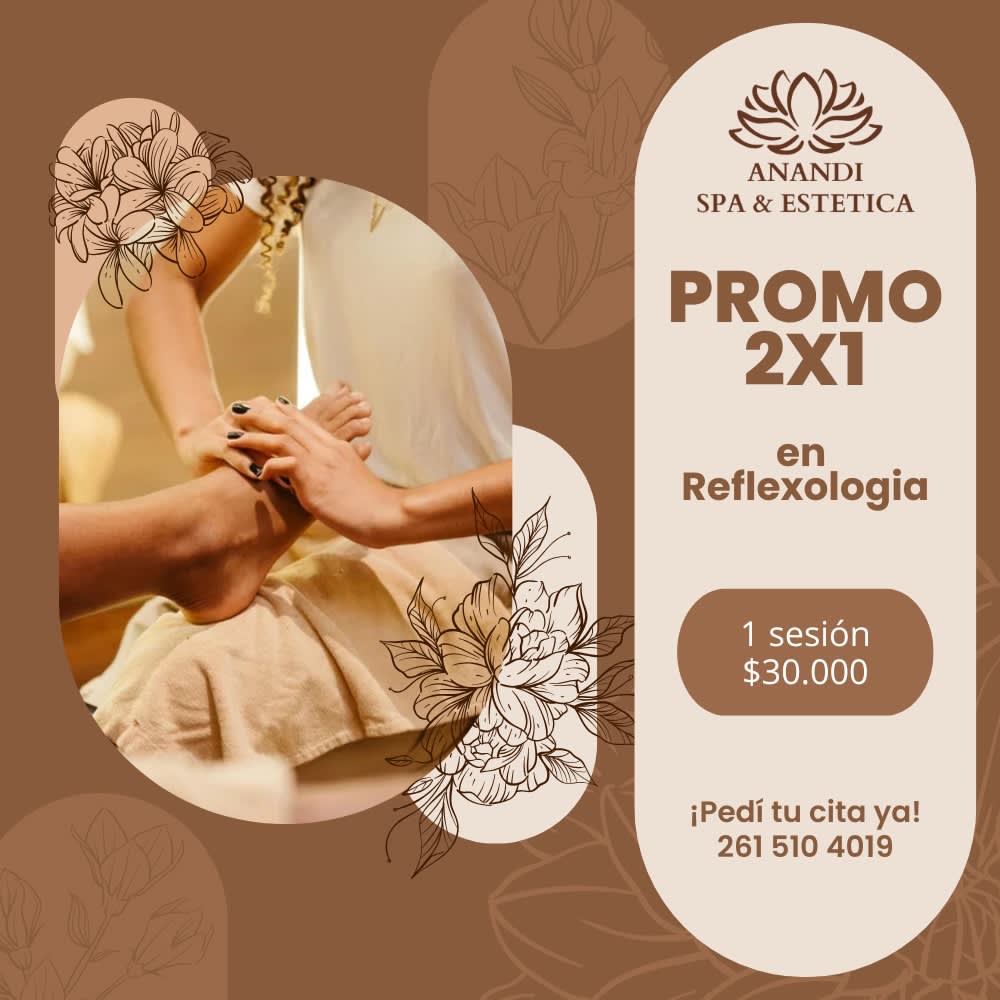 ANANDI
SPA & ESTETICA
PROMO
2X1
en
Reflexologia
1 sesión
$30.000
¡Pedí tu cita ya!
261 510 4019